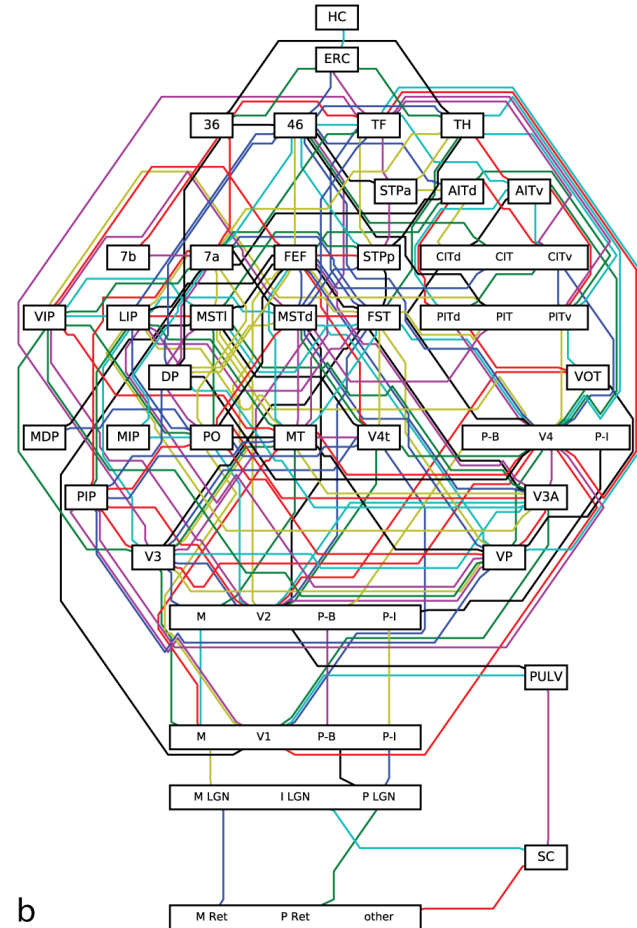 HC
ERC
36 46 TF TH
STPa AITd AITv
7b 7a FEF STPp CITd CIT CITv
VIP LIP MSTl MSTd FST PITd PIT PITv
DP VOT
MDP MIP PO MT V4t P-B V4 P-I
PIP V3A
V3 VP
M V2 P-B P-I
PULV
M V1 P-B P-I
M LGN I LGN P LGN
SC
b M Ret P Ret other